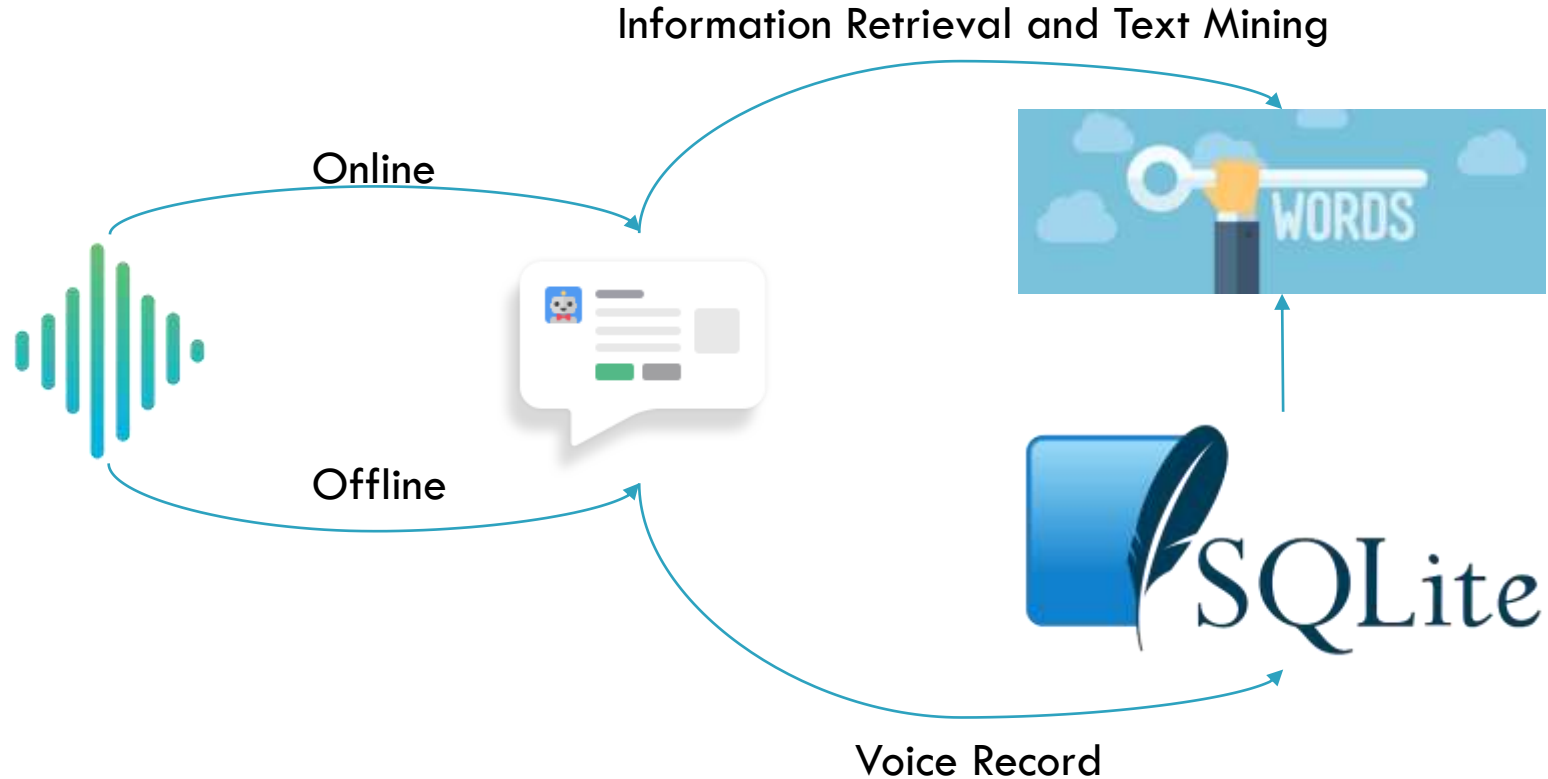 Information Retrieval and Text Mining
Online
WORDS
Offline
SQLite
Voice Record